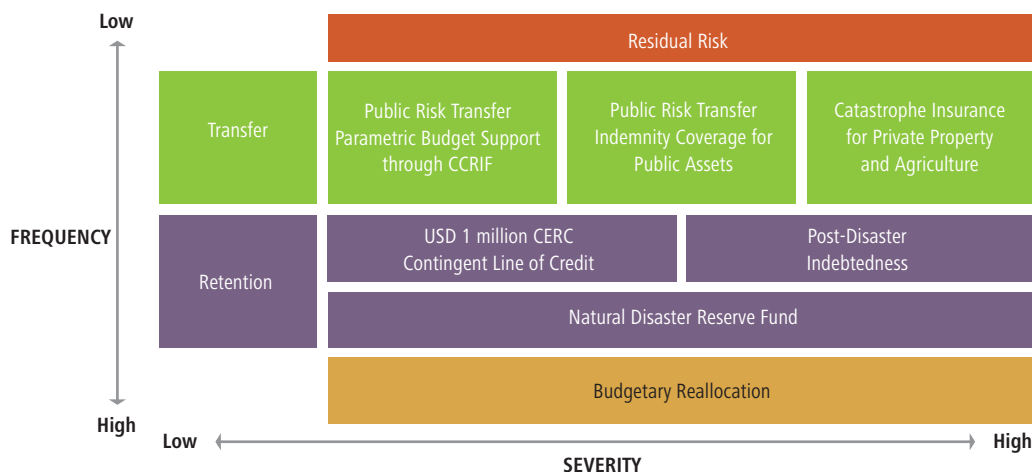 Low
Residual Risk
Transfer
Public Risk Transfer
Parametric Budget Support
through CCRIF
Public Risk Transfer
Indemnity Coverage for
Public Assets
Catastrophe Insurance
for Private Property
and Agriculture
FREQUENCY
Retention
USD 1 million CERC
Contingent Line of Credit
Post-Disaster
Indebtedness
Natural Disaster Reserve Fund
Budgetary Reallocation
High
Low
High
SEVERITY